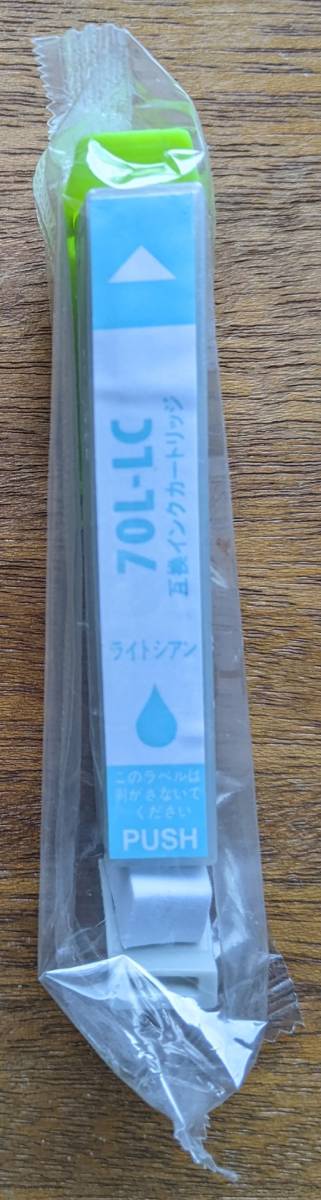 70L-LC
互換インクカートリッジ
ライトシアン
このラベルは
剥がさないで
ください
PUSH